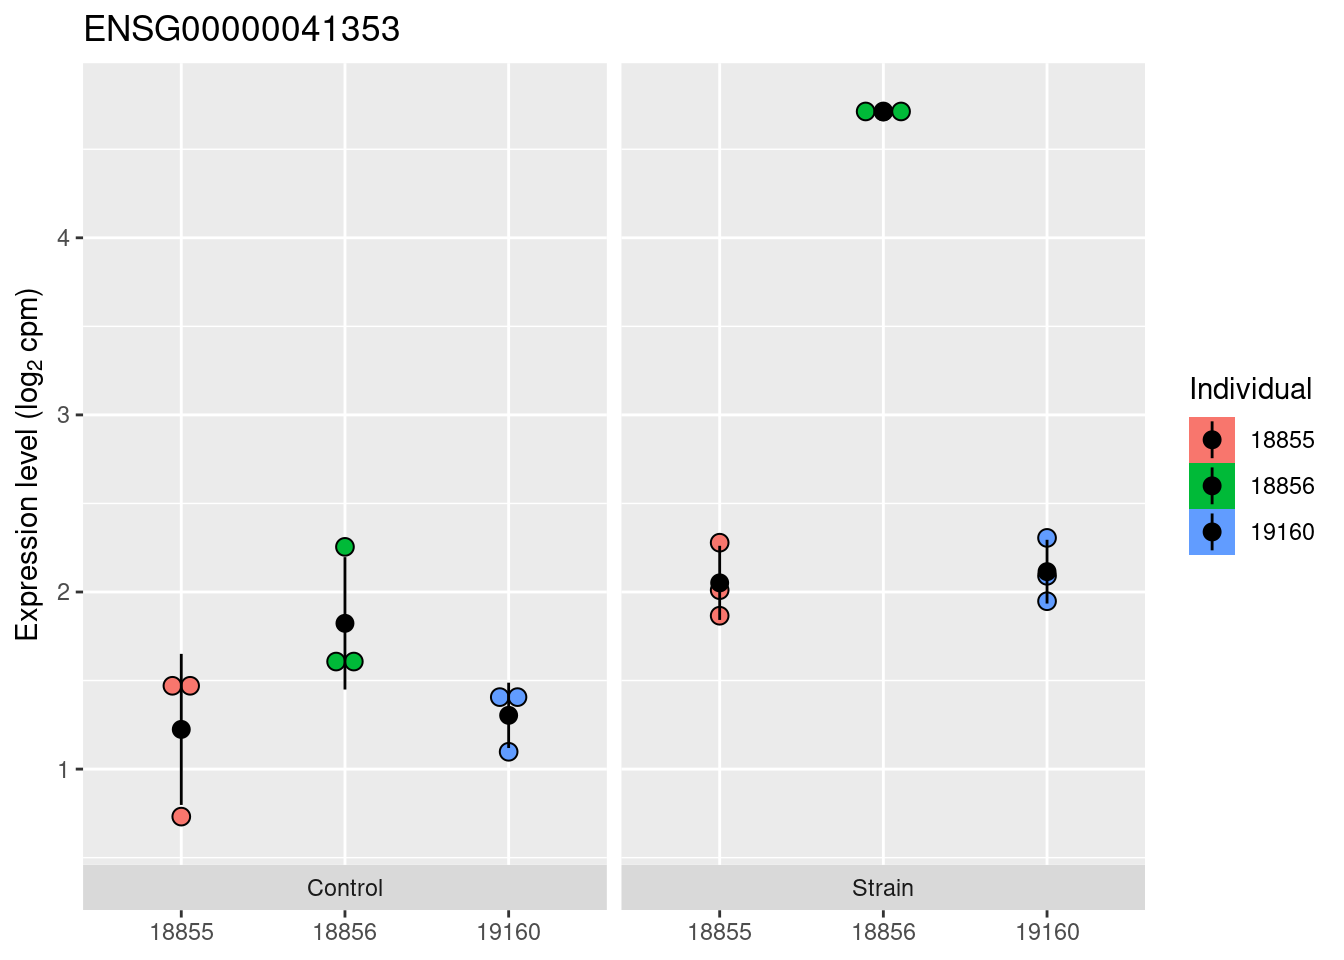 ENSG00000041353
Expression level (log₂ cpm)
4
3
2
1
Control
Strain
18855
18856
19160
18855
18856
19160
Individual
18855
18856
19160